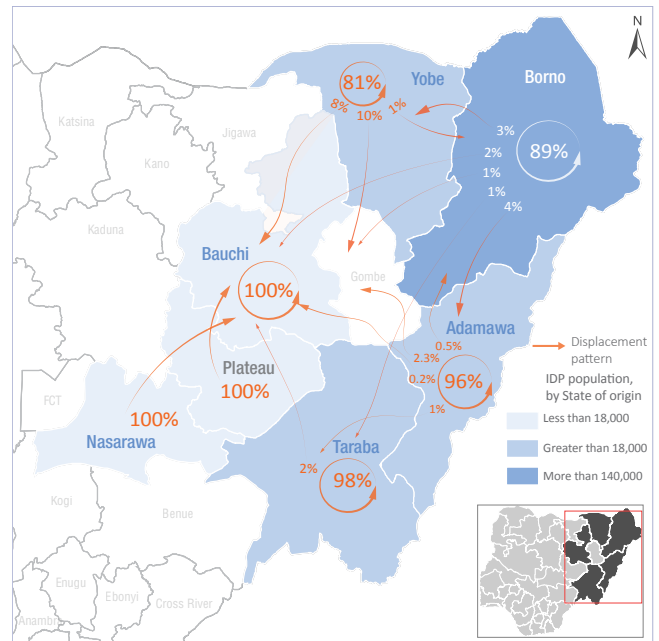 N
Yobe
Borno
81%
8%
10%
1%
Katsina
Jigawa
Kano
3%
2%
1%
1%
4%
89%
Kaduna
Bauchi
Gombe
100%
Adamawa
0.5%
2.3%
0.2%
96%
1%
Displacement
pattern
IDP population,
by State of origin
Less than 18,000
Greater than 18,000
More than 140,000
Plateau
100%
FCT
100%
Nasarawa
Taraba
2%
98%
Kogi
Benue
Enugu
Ebonyi
Anambra
Cross River